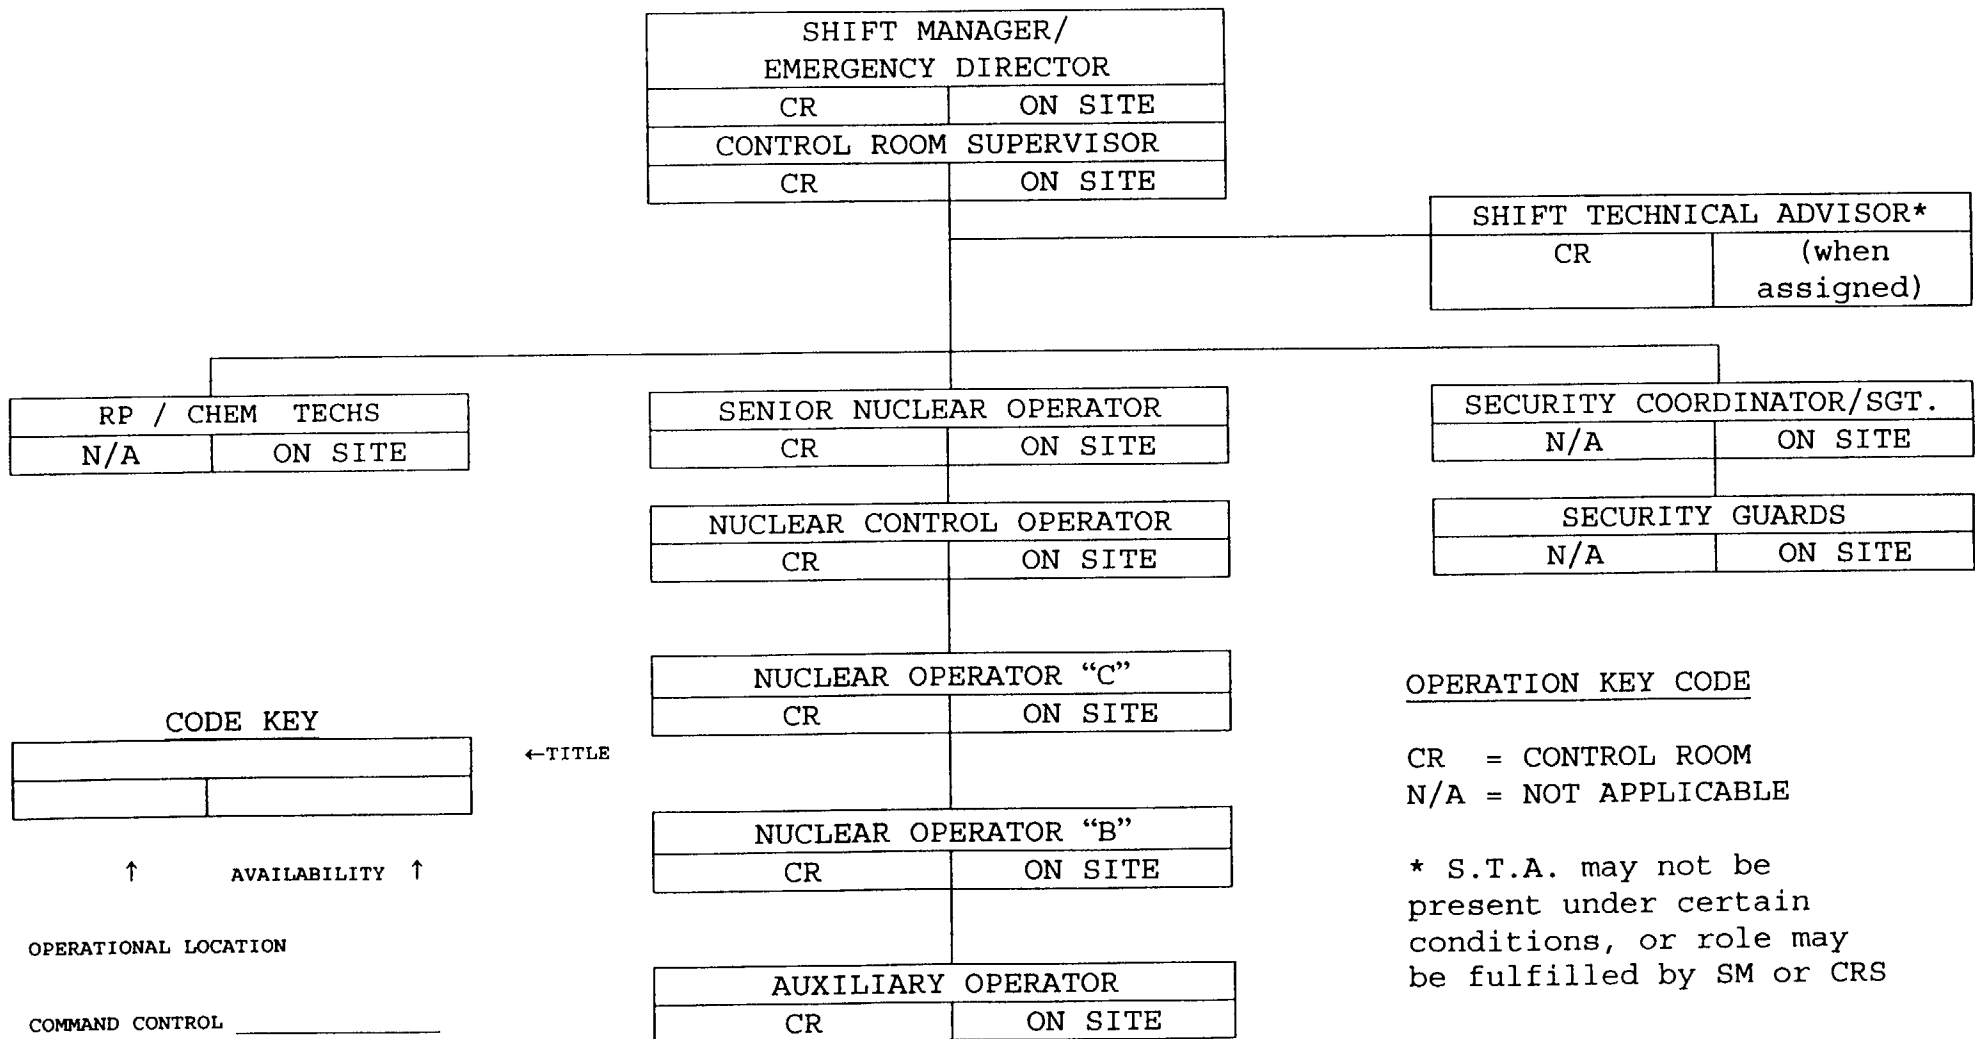 SHIFT MANAGER/
EMERGENCY DIRECTOR
CR ON SITE
CONTROL ROOM SUPERVISOR
CR ON SITE
SHIFT TECHNICAL ADVISOR*
CR (when
assigned)
RP / CHEM TECHS
N/A ON SITE
SENIOR NUCLEAR OPERATOR
CR ON SITE
SECURITY COORDINATOR/SGT.
N/A ON SITE
NUCLEAR CONTROL OPERATOR
CR ON SITE
SECURITY GUARDS
N/A ON SITE
NUCLEAR OPERATOR “C”
CR ON SITE
CODE KEY
←TITLE
↑ AVAILABILITY ↑
OPERATIONAL LOCATION
COMMAND CONTROL
NUCLEAR OPERATOR “B”
CR ON SITE
AUXILIARY OPERATOR
CR ON SITE
OPERATION KEY CODE
CR = CONTROL ROOM
N/A = NOT APPLICABLE
* S.T.A. may not be
present under certain
conditions, or role may
be fulfilled by SM or CRS